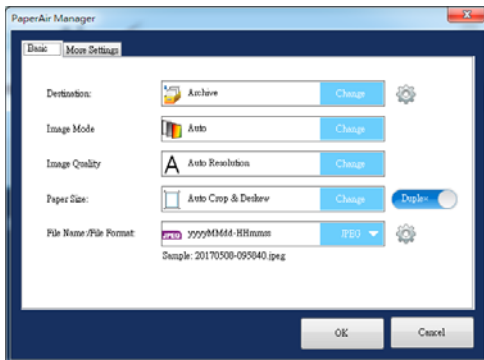 PaperAir Manager
Basic More Settings
Destination: Archive Change
Image Mode Auto Change
Image Quality A Auto Resolution Change
Paper Size: Auto Crop & Deskew Change Duplex
File Name:/File Format: JPEG yyyyMMdd-HHmmss JPEG
Sample: 20170508-095840.jpeg
OK Cancel